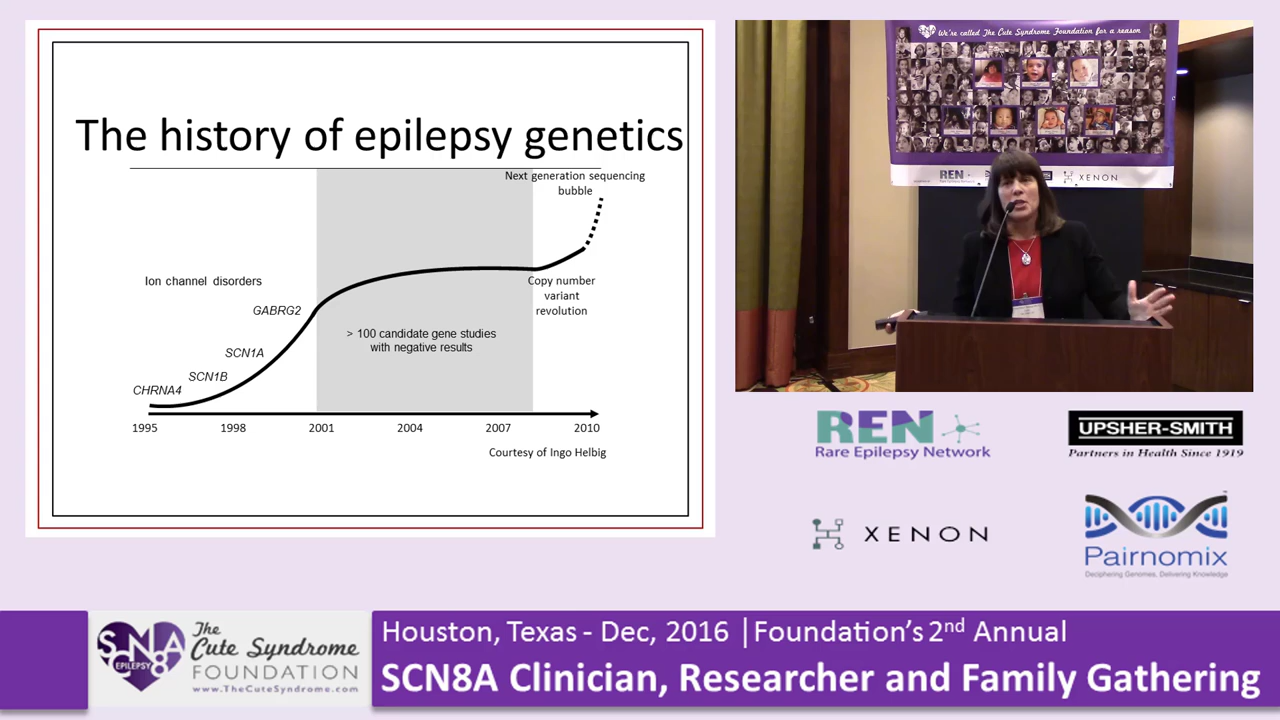 The history of epilepsy genetics
Next generation sequencing
bubble
Ion channel disorders
GABRG2
SCN1A
SCN1B
CHRNA4
> 100 candidate gene studies
with negative results
Copy number
variant
revolution
1995 1998 2001 2004 2007 2010
Courtesy of Ingo Helbig
We're called The Cute Syndrome Foundation for a reason
REN
XENON
REN
Rare Epilepsy Network
UPSHER-SMITH
Partners in Health Since 1919
XENON
Pairnomix
Deciphering Genomes, Delivering Knowledge
SCN8A
EPILEPSY
The
Cute Syndrome
FOUNDATION
www.TheCuteSyndrome.com
Houston, Texas - Dec, 2016 | Foundation's 2nd Annual
SCN8A Clinician, Researcher and Family Gathering